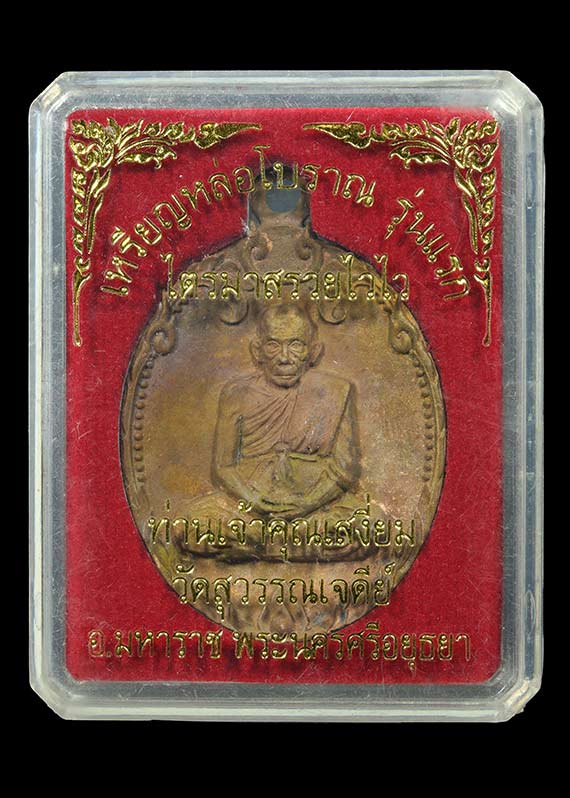 เหรียญหล่อโบราณ รุ่นแรก
ไตรมาสรวยไวไว
ท่านเจ้าคุณเสงี่ยม
วัดสุวรรณเจดีย์
อ.มหาราช พระนครศรีอยุธยา